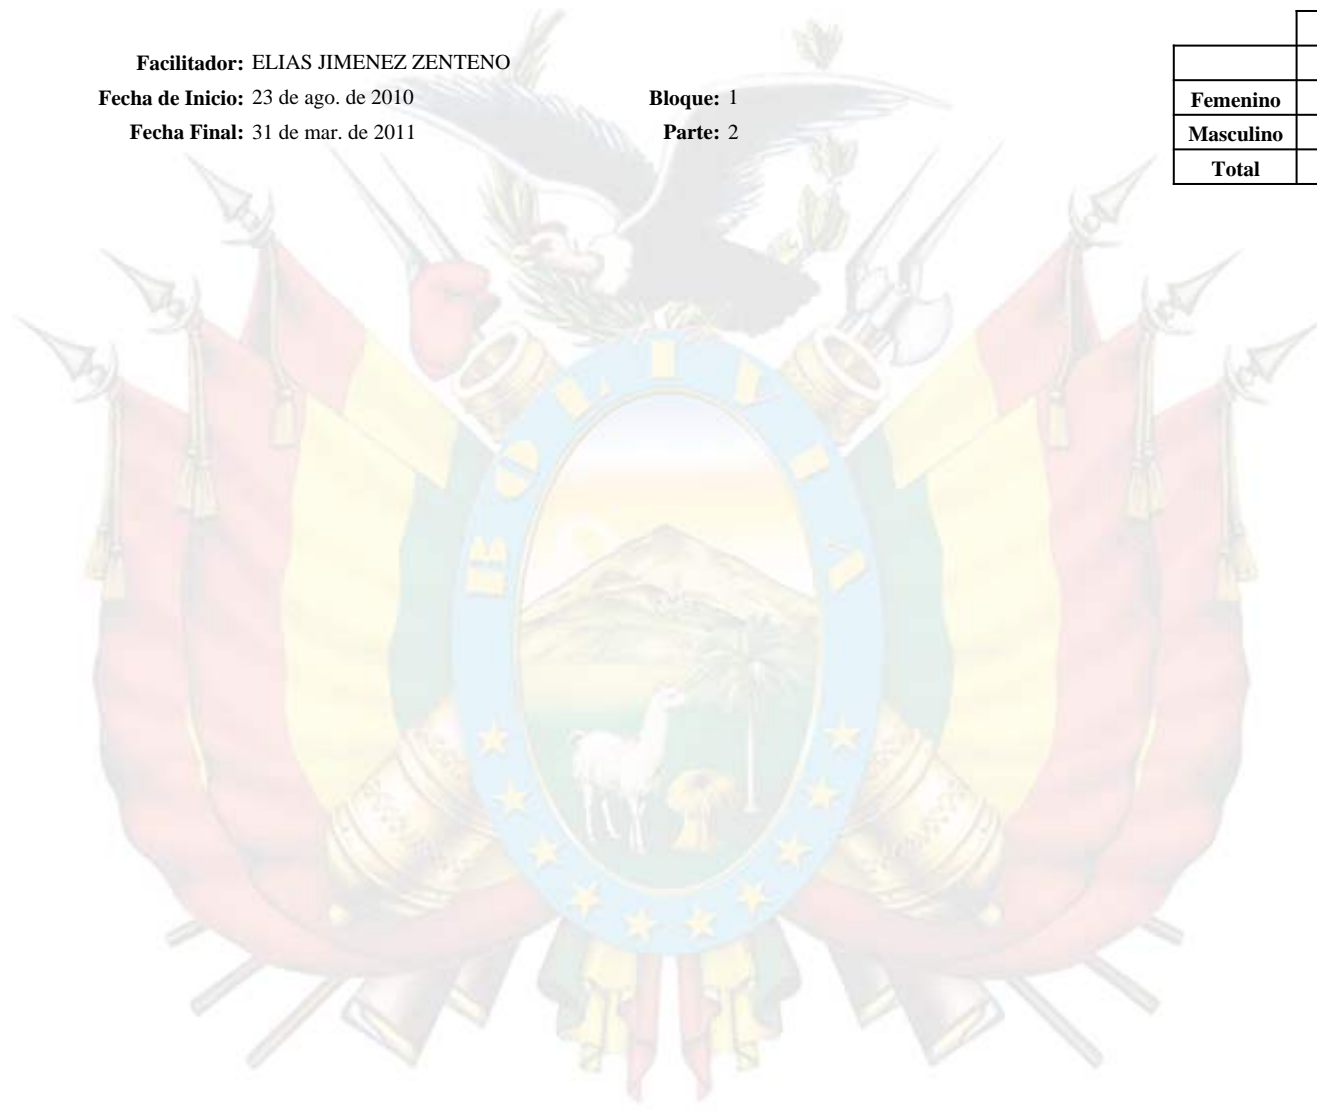 Facilitador: ELIAS JIMENEZ ZENTENO
Fecha de Inicio: 23 de ago. de 2010 Bloque: 1
Fecha Final: 31 de mar. de 2011 Parte: 2
Femenino
Masculino
Total
BOLIVIA